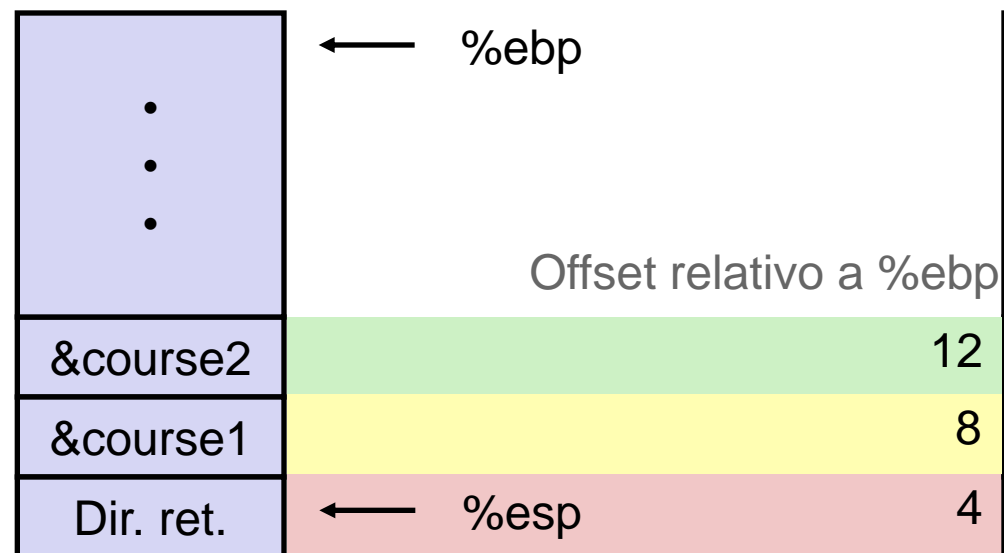 %ebp
Offset relativo a %ebp
&course2 12
&course1 8
Dir. ret. %esp 4